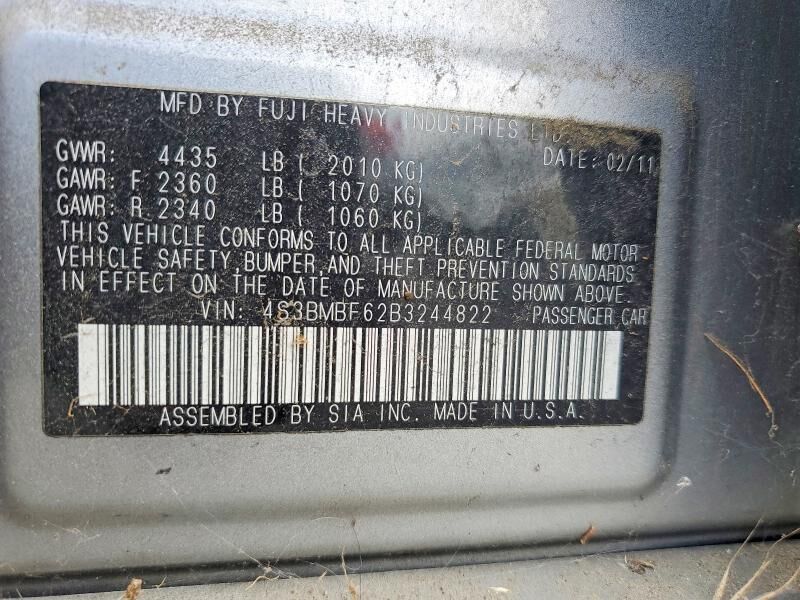 MFD BY FUJI HEAVY INDUSTRIES LTD.
GVWR: 4435 LB ( 2010 KG) DATE: 02/11
GAWR: F 2360 LB ( 1070 KG)
GAWR: R 2340 LB ( 1060 KG)
THIS VEHICLE CONFORMS TO ALL APPLICABLE FEDERAL MOTOR
VEHICLE SAFETY, BUMPER, AND THEFT PREVENTION STANDARDS
IN EFFECT ON THE DATE OF MANUFACTURE SHOWN ABOVE.
VIN: 4S3BMBF62B3244822 PASSENGER CAR
ASSEMBLED BY SIA INC. MADE IN U.S.A.